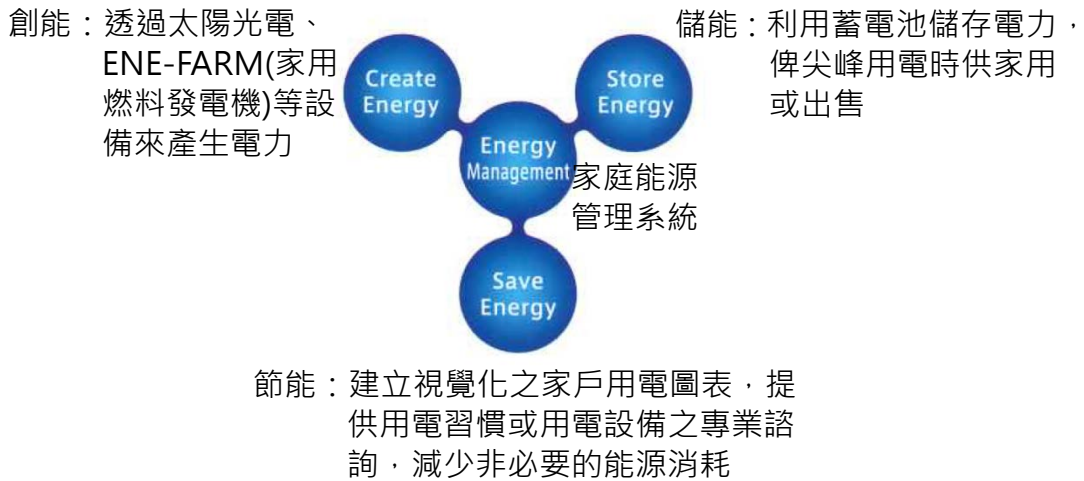 創能：透過太陽光電、
ENE-FARM(家用
燃料發電機)等設
備來產生電力
Create
Energy
Store
Energy
儲能：利用蓄電池儲存電力，
俾尖峰用電時供家用
或出售
Energy
Management
家庭能源
管理系統
Save
Energy
節能：建立視覺化之家戶用電圖表，提
供用電習慣或用電設備之專業諮
詢，減少非必要的能源消耗